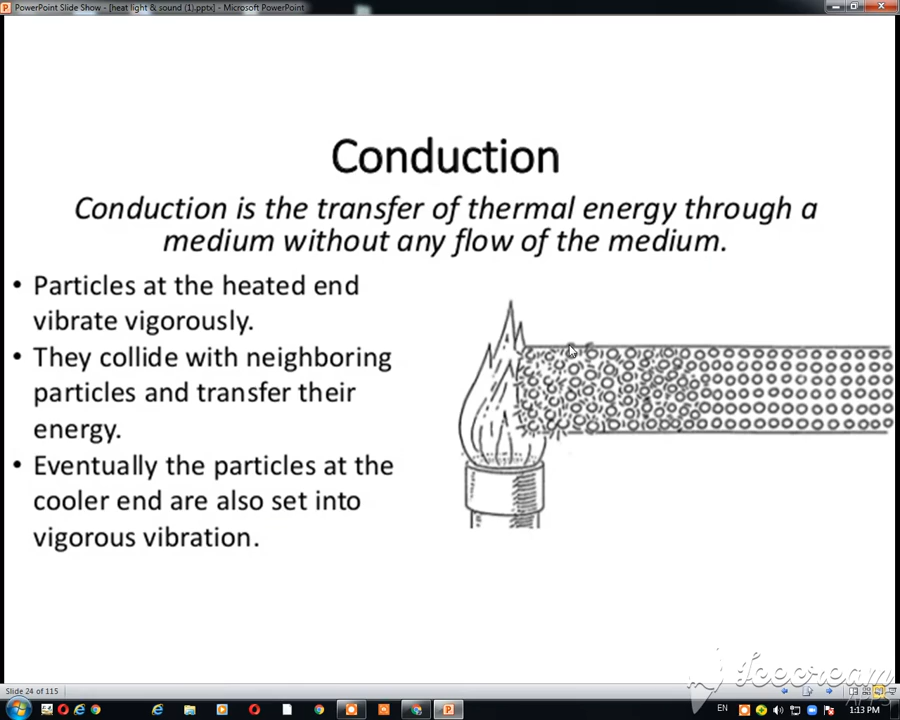 PowerPoint Slide Show - [heat light & sound (1).pptx] - Microsoft PowerPoint
Conduction
Conduction is the transfer of thermal energy through a
medium without any flow of the medium.
• Particles at the heated end
vibrate vigorously.
• They collide with neighboring
particles and transfer their
energy.
• Eventually the particles at the
cooler end are also set into
vigorous vibration.
Icecream
APPS
Slide 24 of 115
EN
1:13 PM